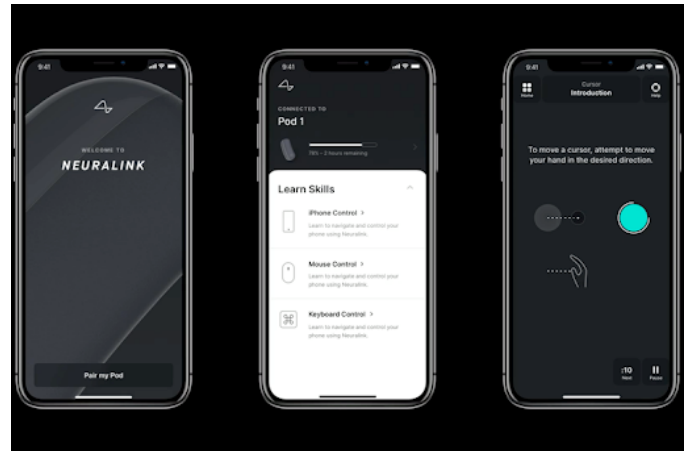 9:41
WELCOME TO
NEURALINK
Pair my Pod
9:41
CONNECTED TO
Pod 1
78% – 2 hours remaining
Learn Skills
iPhone Control >
Learn to navigate and control your
phone using Neuralink.
Mouse Control >
Learn to navigate and control your
phone using Neuralink.
Keyboard Control >
Learn to navigate and control your
phone using Neuralink.
9:41
Home
Cursor
Introduction
Help
To move a cursor, attempt to move
your hand in the desired direction.
:10
Next
Pause